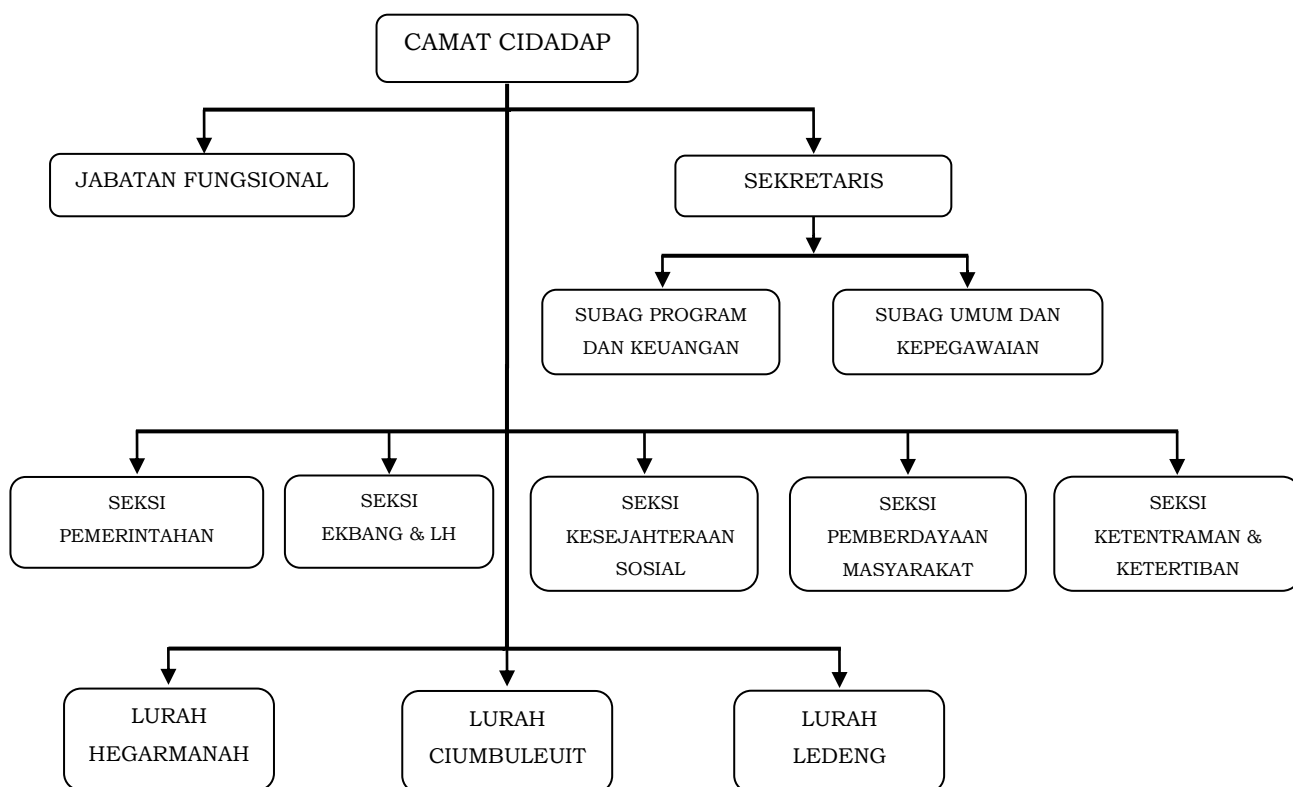 CAMAT CIDADAP
JABATAN FUNGSIONAL
SEKRETARIS
SUBAG PROGRAM
DAN KEUANGAN
SUBAG UMUM DAN
KEPEGAWAIAN
SEKSI
PEMERINTAHAN
SEKSI
EKBANG & LH
SEKSI
KESEJAHTERAAN
SOSIAL
SEKSI
PEMBERDAYAAN
MASYARAKAT
SEKSI
KETENTRAMAN &
KETERTIBAN
LURAH
HEGARMANAH
LURAH
CIUMBULEUIT
LURAH
LEDENG